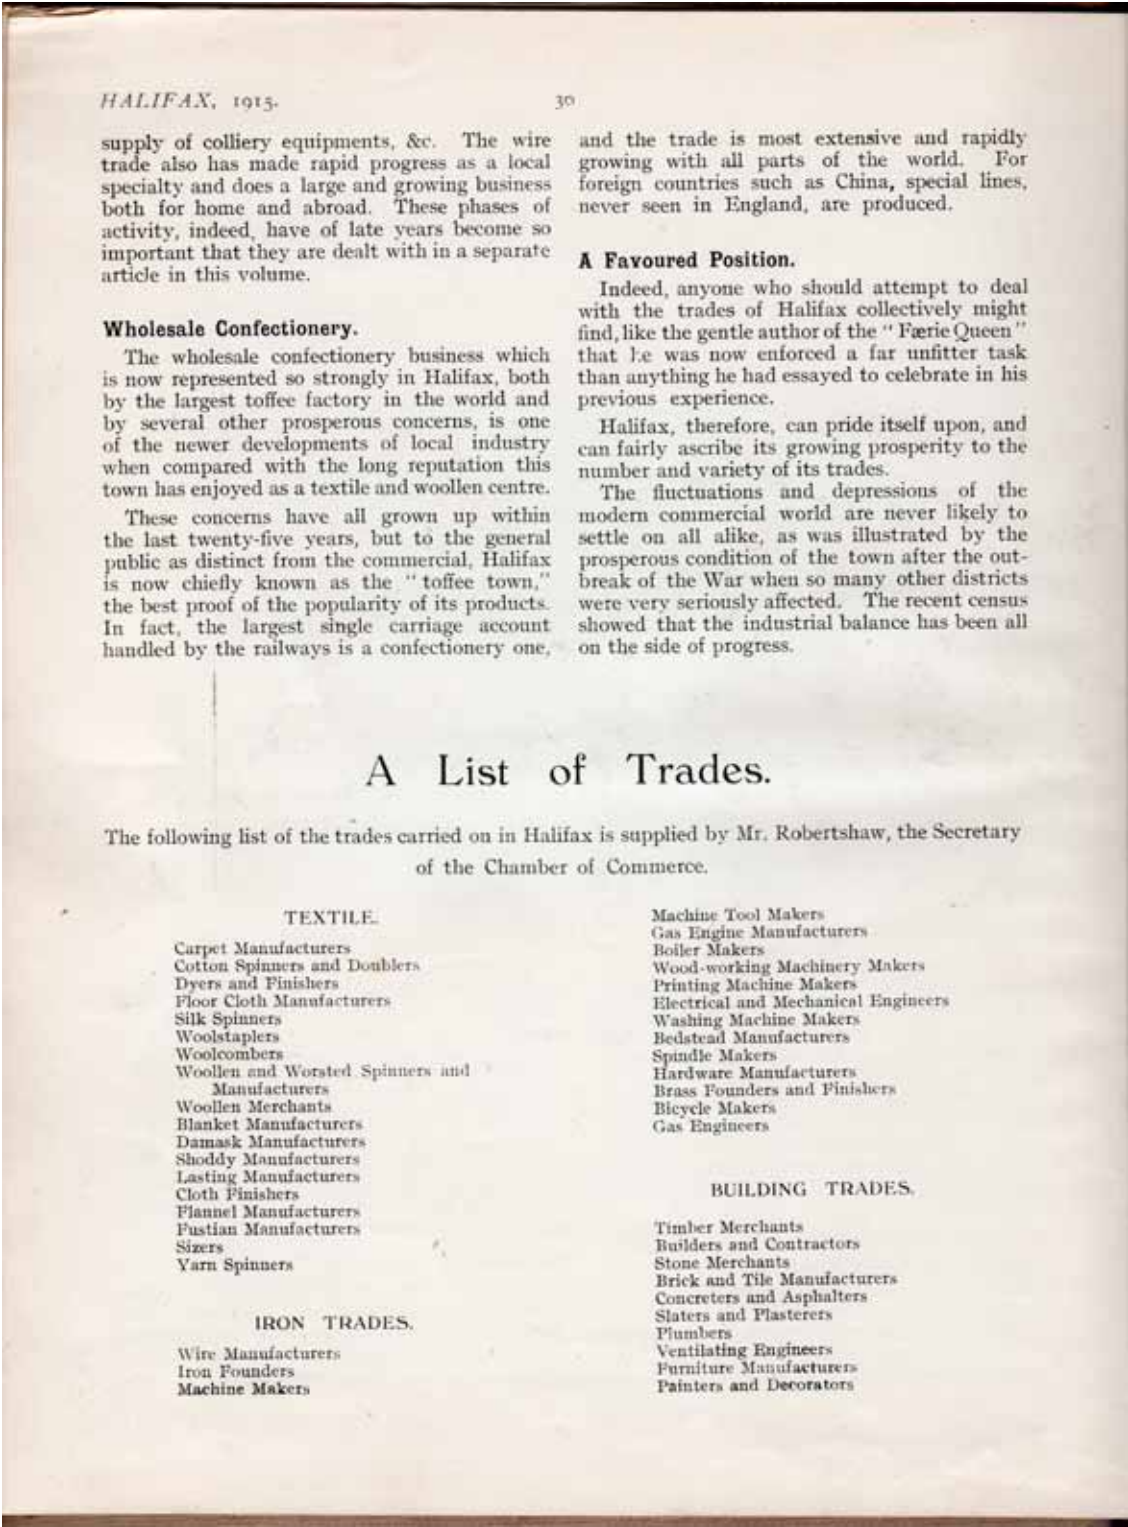 HALIFAX, 1915.
30
supply of colliery equipments, &c. The wire
trade also has made rapid progress as a local
specialty and does a large and growing business
both for home and abroad. These phases of
activity, indeed, have of late years become so
important that they are dealt with in a separate
article in this volume.
Wholesale Confectionery.
The wholesale confectionery business which
is now represented so strongly in Halifax, both
by the largest toffee factory in the world and
by several other prosperous concerns, is one
of the newer developments of local industry
when compared with the long reputation this
town has enjoyed as a textile and woollen centre.
These concerns have all grown up within
the last twenty-five years, but to the general
public as distinct from the commercial, Halifax
is now chiefly known as the "toffee town,"
the best proof of the popularity of its products.
In fact, the largest single carriage account
handled by the railways is a confectionery one,
and the trade is most extensive and rapidly
growing with all parts of the world. For
foreign countries such as China, special lines,
never seen in England, are produced.
A Favoured Position.
Indeed, anyone who should attempt to deal
with the trades of Halifax collectively might
find, like the gentle author of the "Færie Queen"
that he was now enforced a far unfitter task
than anything he had essayed to celebrate in his
previous experience.
Halifax, therefore, can pride itself upon, and
can fairly ascribe its growing prosperity to the
number and variety of its trades.
The fluctuations and depressions of the
modern commercial world are never likely to
settle on all alike, as was illustrated by the
prosperous condition of the town after the out-
break of the War when so many other districts
were very seriously affected. The recent census
showed that the industrial balance has been all
on the side of progress.
A List of Trades.
The following list of the trades carried on in Halifax is supplied by Mr. Robertshaw, the Secretary
of the Chamber of Commerce.
TEXTILE.
Carpet Manufacturers
Cotton Spinners and Doublers
Dyers and Finishers
Floor Cloth Manufacturers
Silk Spinners
Woolstaplers
Woolcombers
Woollen and Worsted Spinners and
Manufacturers
Woollen Merchants
Blanket Manufacturers
Damask Manufacturers
Shoddy Manufacturers
Lasting Manufacturers
Cloth Finishers
Flannel Manufacturers
Fustian Manufacturers
Sizers
Yarn Spinners
IRON TRADES.
Wire Manufacturers
Iron Founders
Machine Makers
Machine Tool Makers
Gas Engine Manufacturers
Boiler Makers
Wood-working Machinery Makers
Printing Machine Makers
Electrical and Mechanical Engineers
Washing Machine Makers
Bedstead Manufacturers
Spindle Makers
Hardware Manufacturers
Brass Founders and Finishers
Bicycle Makers
Gas Engineers
BUILDING TRADES.
Timber Merchants
Builders and Contractors
Stone Merchants
Brick and Tile Manufacturers
Concreters and Asphalters
Slaters and Plasterers
Plumbers
Ventilating Engineers
Furniture Manufacturers
Painters and Decorators